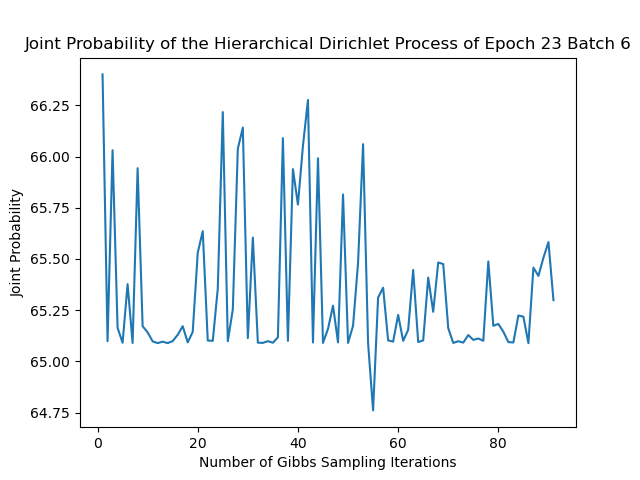 Joint Probability of the Hierarchical Dirichlet Process of Epoch 23 Batch 6
66.25
66.00
65.75
65.50
65.25
65.00
64.75
Joint Probability
0 20 40 60 80
Number of Gibbs Sampling Iterations